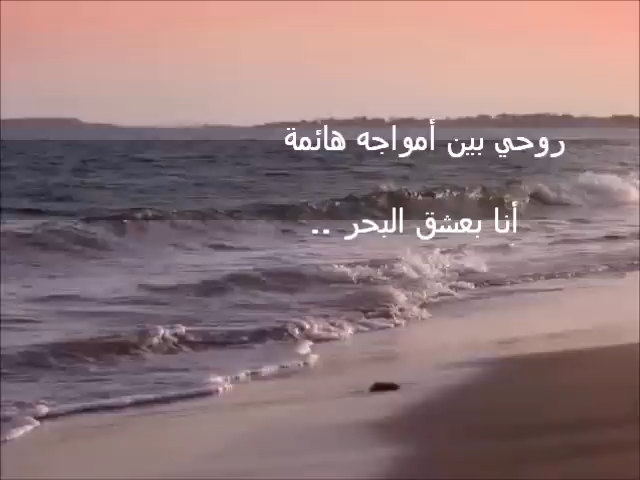 روحي بين أمواجه هائمة
أنا بعشق البحر ..